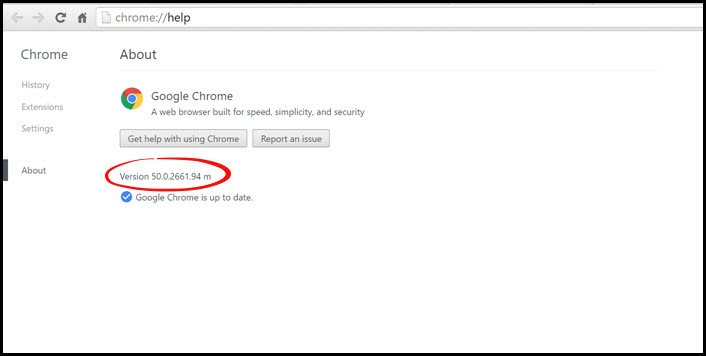 chrome://help
Chrome
About
History
Extensions
Settings
About
Google Chrome
A web browser built for speed, simplicity, and security
Get help with using Chrome Report an issue
Version 50.0.2661.94 m
Google Chrome is up to date.